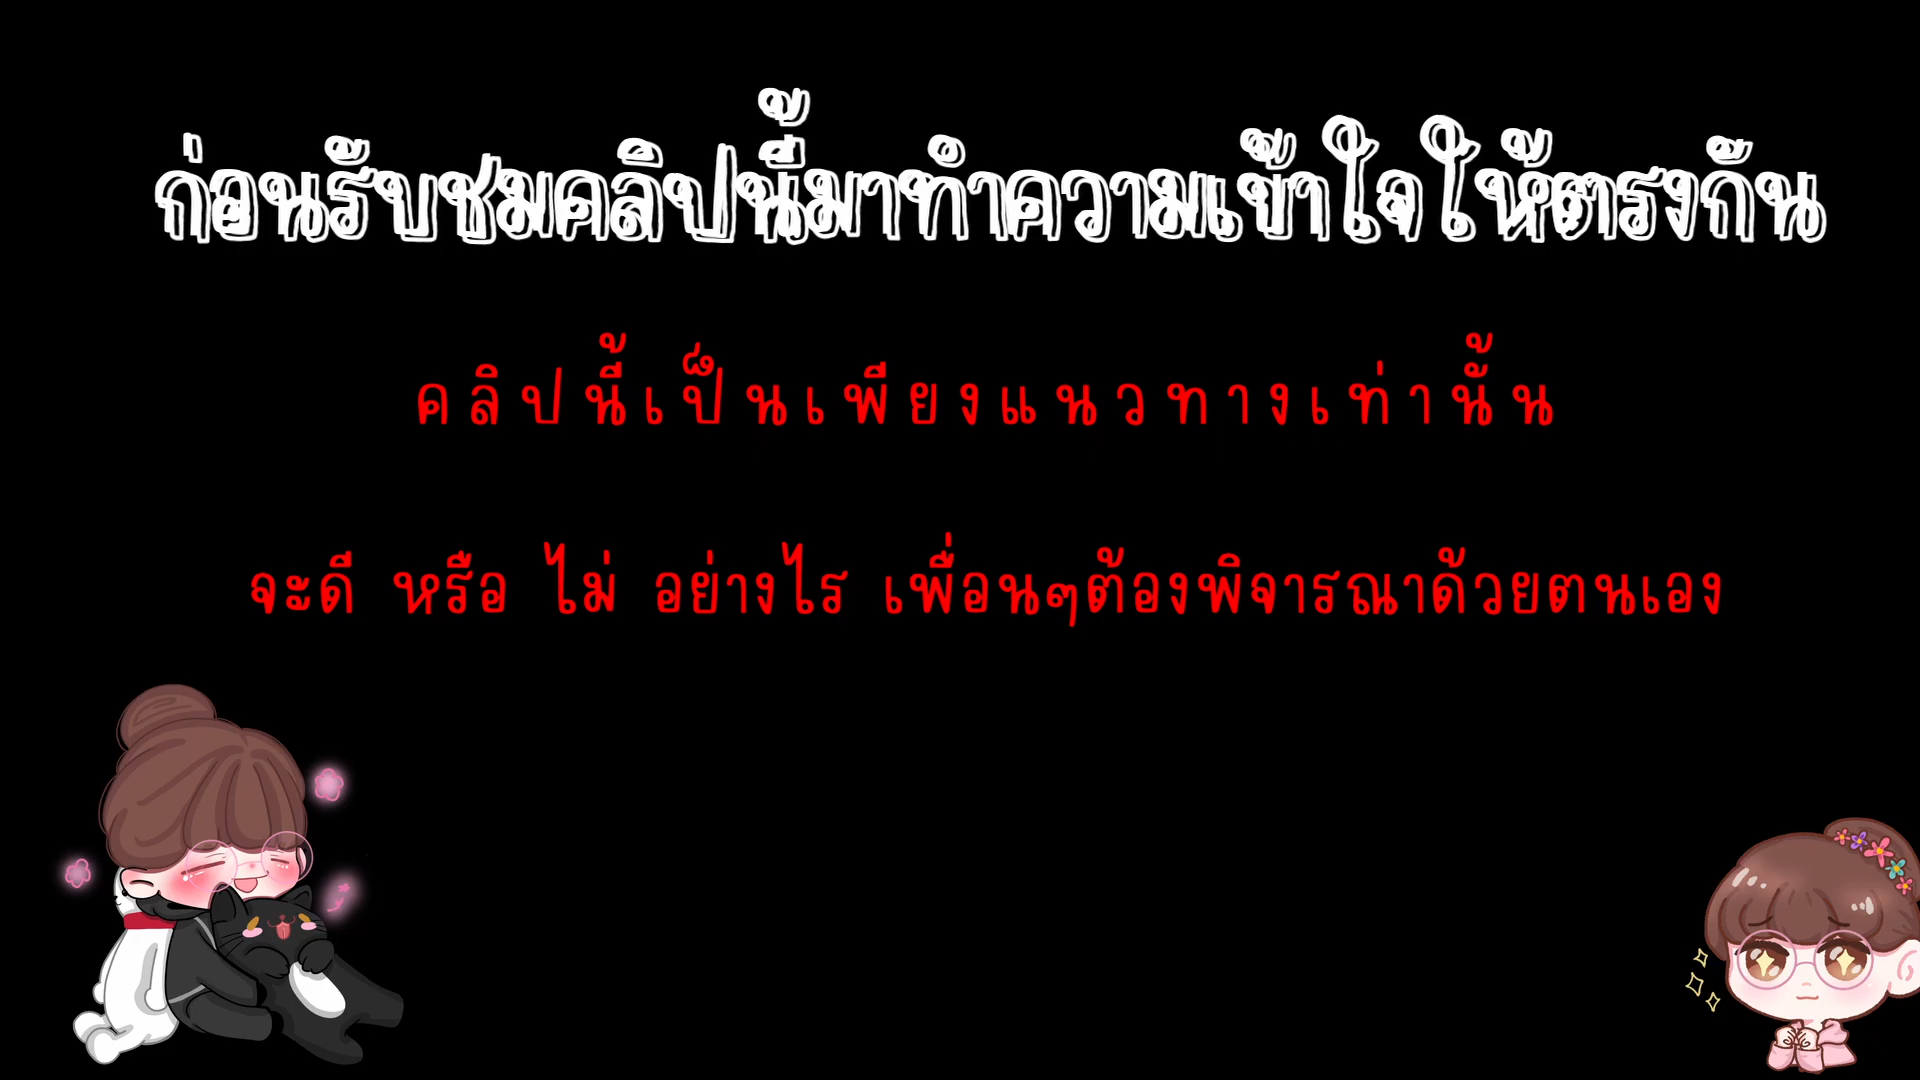 ก่อนรับชมคลิปนี้มาทำความเข้าใจให้ตรงกัน
คลิปนี้เป็นเพียงแนวทางเท่านั้น
จะดี หรือ ไม่ อย่างไร เพื่อนๆต้องพิจารณาด้วยตนเอง